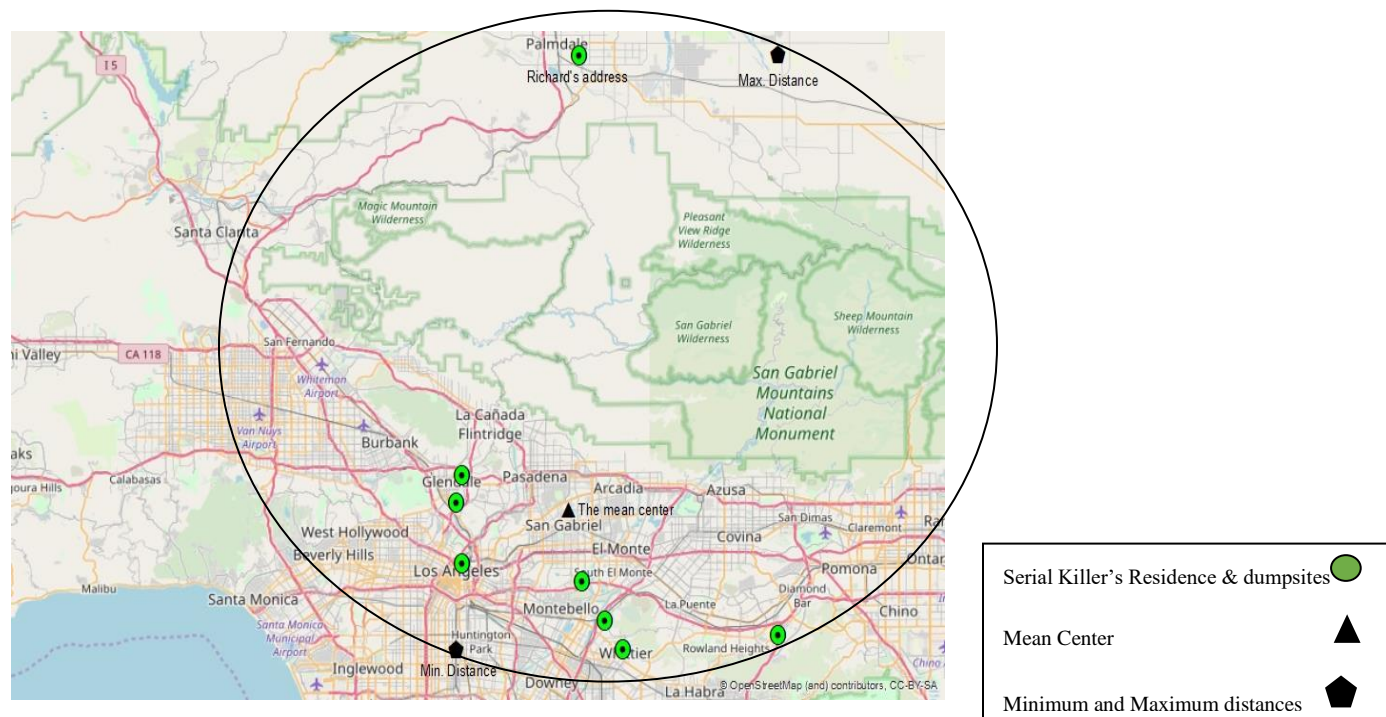 Palmdale
I 5
Richard's address
Max. Distance
Magic Mountain
Wilderness
Pleasant
View Ridge
Wilderness
Santa Clarita
San Gabriel
Wilderness
Sheep Mountain
Wilderness
San Fernando
ni Valley
CA 118
Whiteman
Airport
San Gabriel
Mountains
National
Monument
La Cañada
Flintridge
Van Nuys
Airport
Burbank
aks
Calabasas
goura Hills
Glendale
Pasadena
Arcadia
Azusa
The mean center
San Gabriel
San Dimas
Claremont
Ran
West Hollywood
Covina
Beverly Hills
El Monte
Ontar
Los Angeles
South El Monte
Pomona
Malibu
Santa Monica
Montebello
La Puente
Diamond
Bar
Chino
Santa Monica
Municipal
Airport
Huntington
Park
Whittier
Rowland Heights
Inglewood
Min. Distance
Downey
La Habra
Chino
Ai
© OpenStreetMap (and) contributors, CC-BY-SA
Serial Killer's Residence & dumpsites
Mean Center
Minimum and Maximum distances